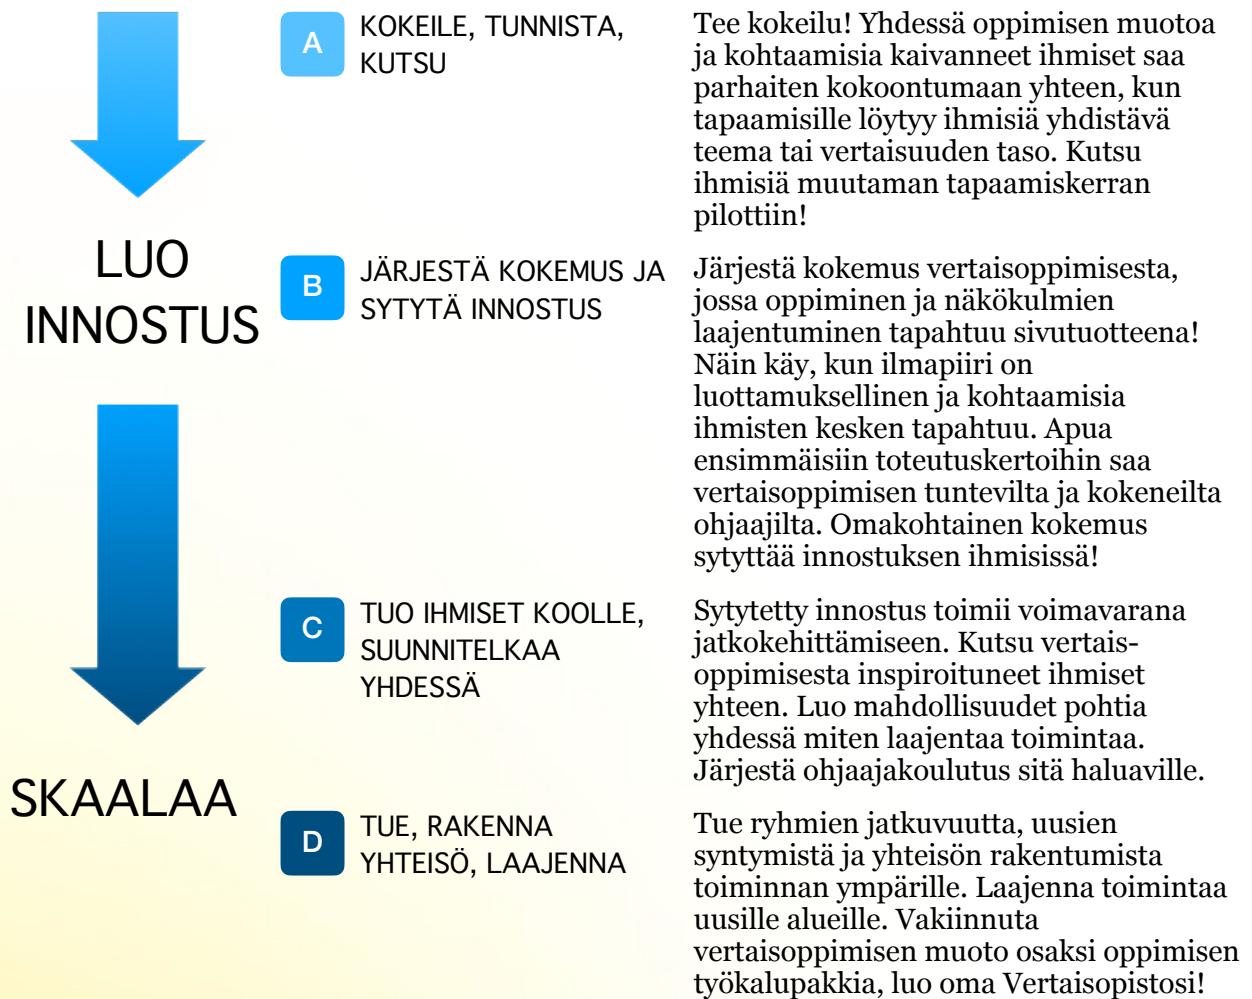 A
KOKEILE, TUNNISTA,
KUTSU
Tee kokeilu! Yhdessä oppimisen muotoa
ja kohtaamisia kaivanneet ihmiset saa
parhaiten kokoontumaan yhteen, kun
tapaamisille löytyy ihmisiä yhdistävä
teema tai vertaisuuden taso. Kutsu
ihmisiä muutaman tapaamiskerran
pilottiin!
LUO
INNOSTUS
B
JÄRJESTÄ KOKEMUS JA
SYTYTÄ INNOSTUS
Järjestä kokemus vertaisoppimisesta,
jossa oppiminen ja näkökulmien
laajentuminen tapahtuu sivutuotteena!
Näin käy, kun ilmapiiri on
luottamuksellinen ja kohtaamisia
ihmisten kesken tapahtuu. Apua
ensimmäisiin toteutuskertoihin saa
vertaisoppimisen tuntevilta ja kokeneilta
ohjaajilta. Omakohtainen kokemus
sytyttää innostuksen ihmisissä!
C
TUO IHMISET KOOLLE,
SUUNNITELKAA
YHDESSÄ
Sytytetty innostus toimii voimavarana
jatkokehittämiseen. Kutsu vertais-
oppimisesta inspiroituneet ihmiset
yhteen. Luo mahdollisuudet pohtia
yhdessä miten laajentaa toimintaa.
Järjestä ohjaajakoulutus sitä haluaville.
SKAALAA
D
TUE, RAKENNA
YHTEISÖ, LAAJENNA
Tue ryhmien jatkuvuutta, uusien
syntymistä ja yhteisön rakentumista
toiminnan ympärille. Laajenna toimintaa
uusille alueille. Vakiinnuta
vertaisoppimisen muoto osaksi oppimisen
työkalupakkia, luo oma Vertaisopistosi!